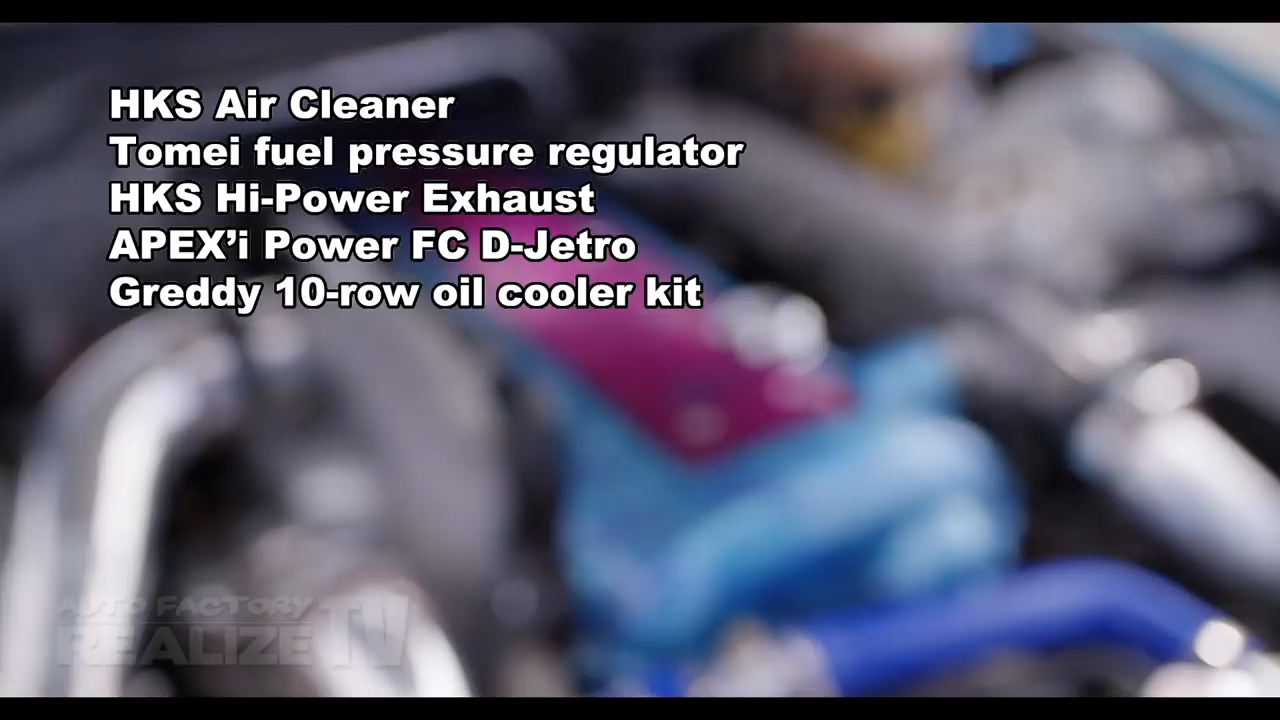 HKS Air Cleaner
Tomei fuel pressure regulator
HKS Hi-Power Exhaust
APEX’i Power FC D-Jetro
Greddy 10-row oil cooler kit
AUTO FACTORY
REALIZE TV